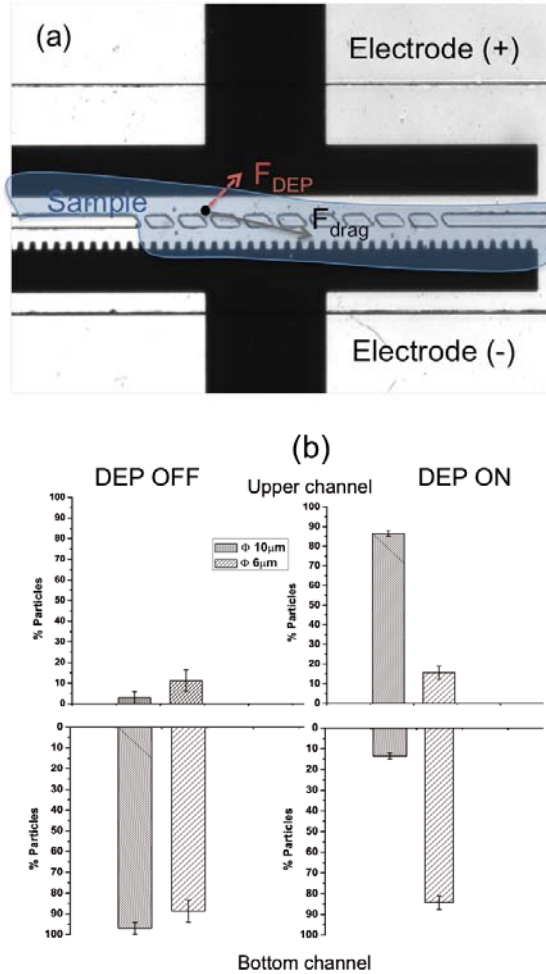 (a)
Electrode (+)
F_DEP
Sample
F_drag
Electrode (-)
(b)
DEP OFF
Upper channel
DEP ON
Φ 10μm
Φ 6μm
% Particles
100
90
80
70
60
50
40
30
20
10
0
% Particles
100
90
80
70
60
50
40
30
20
10
0
% Particles
0
10
20
30
40
50
60
70
80
90
100
% Particles
0
10
20
30
40
50
60
70
80
90
100
Bottom channel